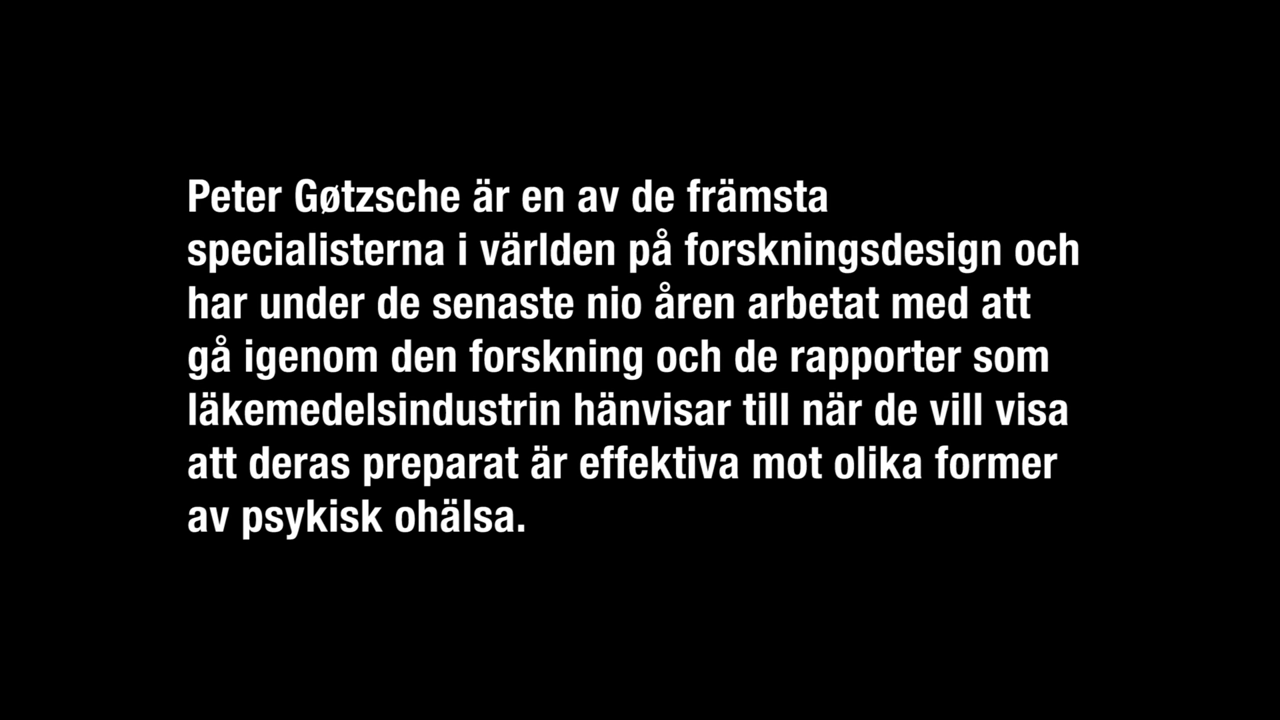 Peter Gøtzsche är en av de främsta
specialisterna i världen på forskningsdesign och
har under de senaste nio åren arbetat med att
gå igenom den forskning och de rapporter som
läkemedelsindustrin hänvisar till när de vill visa
att deras preparat är effektiva mot olika former
av psykisk ohälsa.